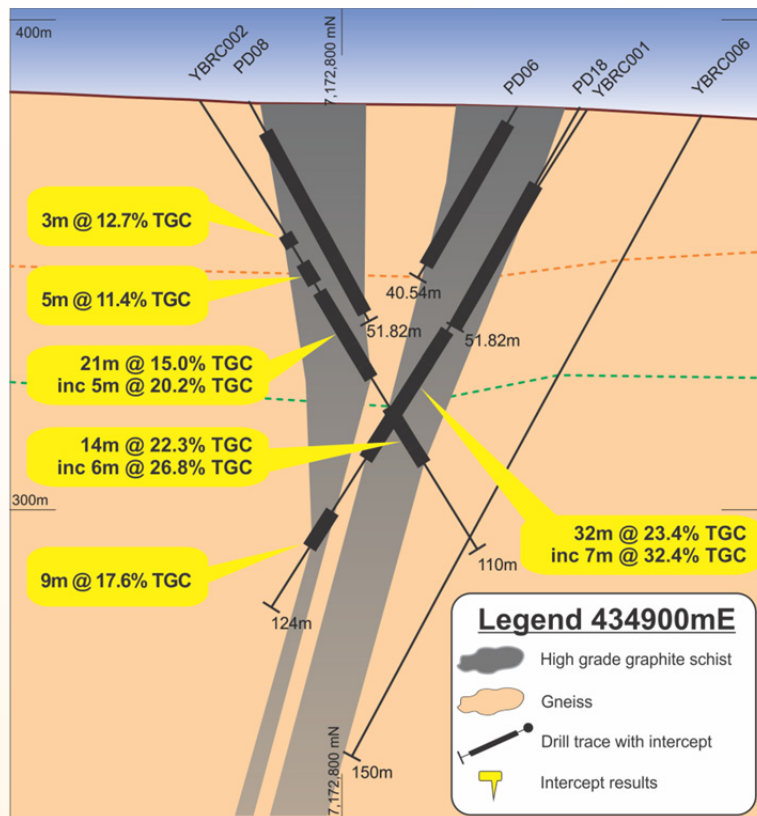 400m
YBRC002
PD08
7,172,800 mN
PD06
PD18
YBRC001
YBRC006
3m @ 12.7% TGC
5m @ 11.4% TGC
40.54m
51.82m
51.82m
21m @ 15.0% TGC
inc 5m @ 20.2% TGC
14m @ 22.3% TGC
inc 6m @ 26.8% TGC
300m
32m @ 23.4% TGC
inc 7m @ 32.4% TGC
110m
9m @ 17.6% TGC
124m
Legend 434900mE
High grade graphite schist
Gneiss
Drill trace with intercept
Intercept results
7,172,800 mN
150m